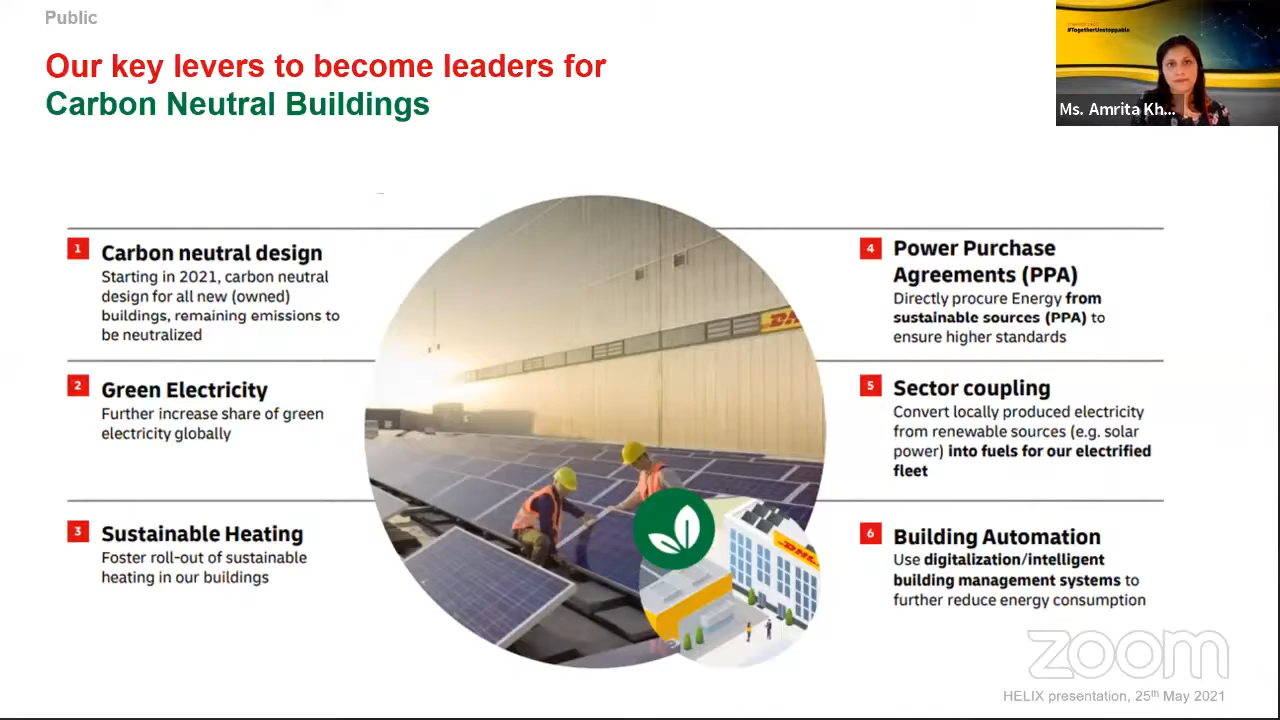 Public
Our key levers to become leaders for
Carbon Neutral Buildings
#TogetherUnstoppable
Ms. Amrita Kh...
1
Carbon neutral design
Starting in 2021, carbon neutral
design for all new (owned)
buildings, remaining emissions to
be neutralized
2
Green Electricity
Further increase share of green
electricity globally
3
Sustainable Heating
Foster roll-out of sustainable
heating in our buildings
4
Power Purchase
Agreements (PPA)
Directly procure Energy from
sustainable sources (PPA) to
ensure higher standards
5
Sector coupling
Convert locally produced electricity
from renewable sources (e.g. solar
power) into fuels for our electrified
fleet
6
Building Automation
Use digitalization/intelligent
building management systems to
further reduce energy consumption
DHL
zoom
HELIX presentation, 25th May 2021